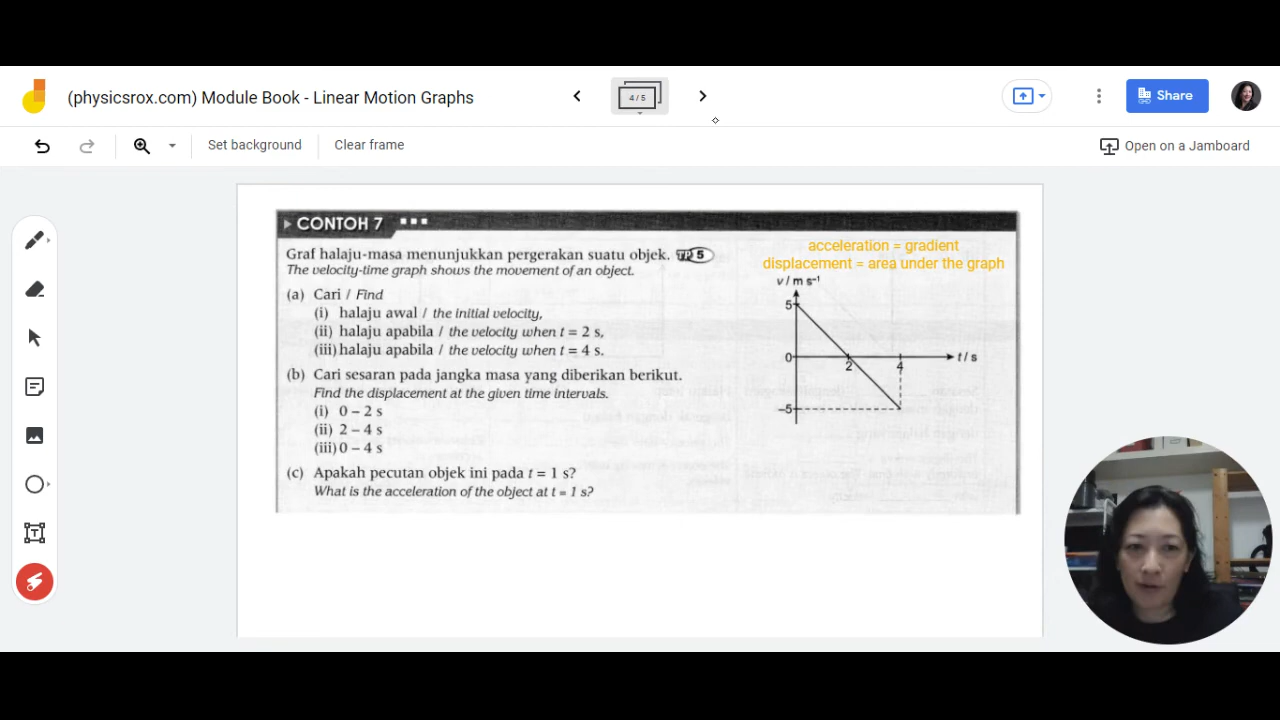 (physicsrox.com) Module Book - Linear Motion Graphs
4 / 5
Share
GHD
Set background
Clear frame
Open on a Jamboard
CONTOH 7
Graf halaju-masa menunjukkan pergerakan suatu objek. TP 5
The velocity-time graph shows the movement of an object.
(a) Cari / Find
(i) halaju awal / the initial velocity,
(ii) halaju apabila / the velocity when t = 2 s,
(iii) halaju apabila / the velocity when t = 4 s.
(b) Cari sesaran pada jangka masa yang diberikan berikut.
Find the displacement at the given time intervals.
(i) 0 – 2 s
(ii) 2 – 4 s
(iii) 0 – 4 s
(c) Apakah pecutan objek ini pada t = 1 s?
What is the acceleration of the object at t = 1 s?
acceleration = gradient
displacement = area under the graph
v / m s⁻¹
5
0
2
4
t / s
–5
T